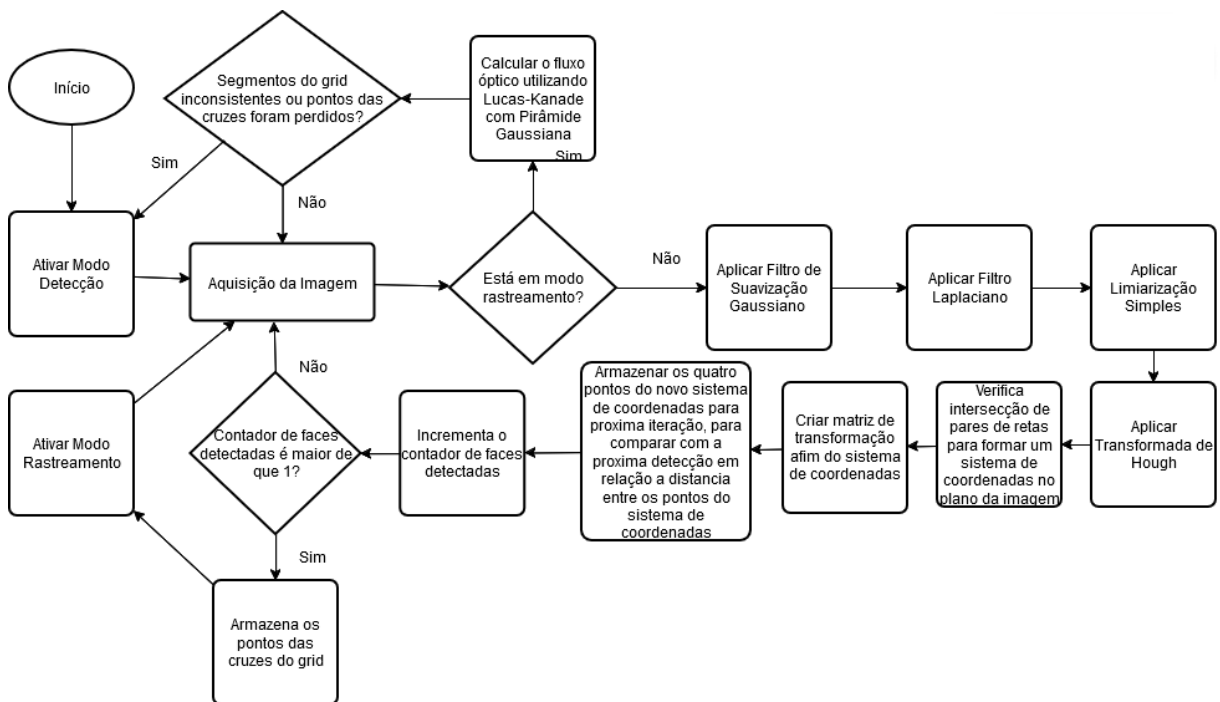 Início
Segmentos do grid
inconsistentes ou pontos das
cruzes foram perdidos?
Calcular o fluxo
óptico utilizando
Lucas-Kanade
com Pirâmide
Gaussiana
Sim
Sim
Não
Ativar Modo
Detecção
Aquisição da Imagem
Está em modo
rastreamento?
Não
Aplicar Filtro de
Suavização
Gaussiano
Aplicar Filtro
Laplaciano
Aplicar
Limiarização
Simples
Aplicar
Transformada de
Hough
Verifica
intersecção de
pares de retas
para formar um
sistema de
coordenadas no
plano da imagem
Criar matriz de
transformação
afim do sistema
de coordenadas
Armazenar os quatro
pontos do novo sistema
de coordenadas para
proxima iteração, para
comparar com a
proxima detecção em
relação a distancia
entre os pontos do
sistema de
coordenadas
Incrementa o
contador de faces
detectadas
Contador de faces
detectadas é maior de
que 1?
Não
Sim
Ativar Modo
Rastreamento
Armazena os
pontos das
cruzes do grid